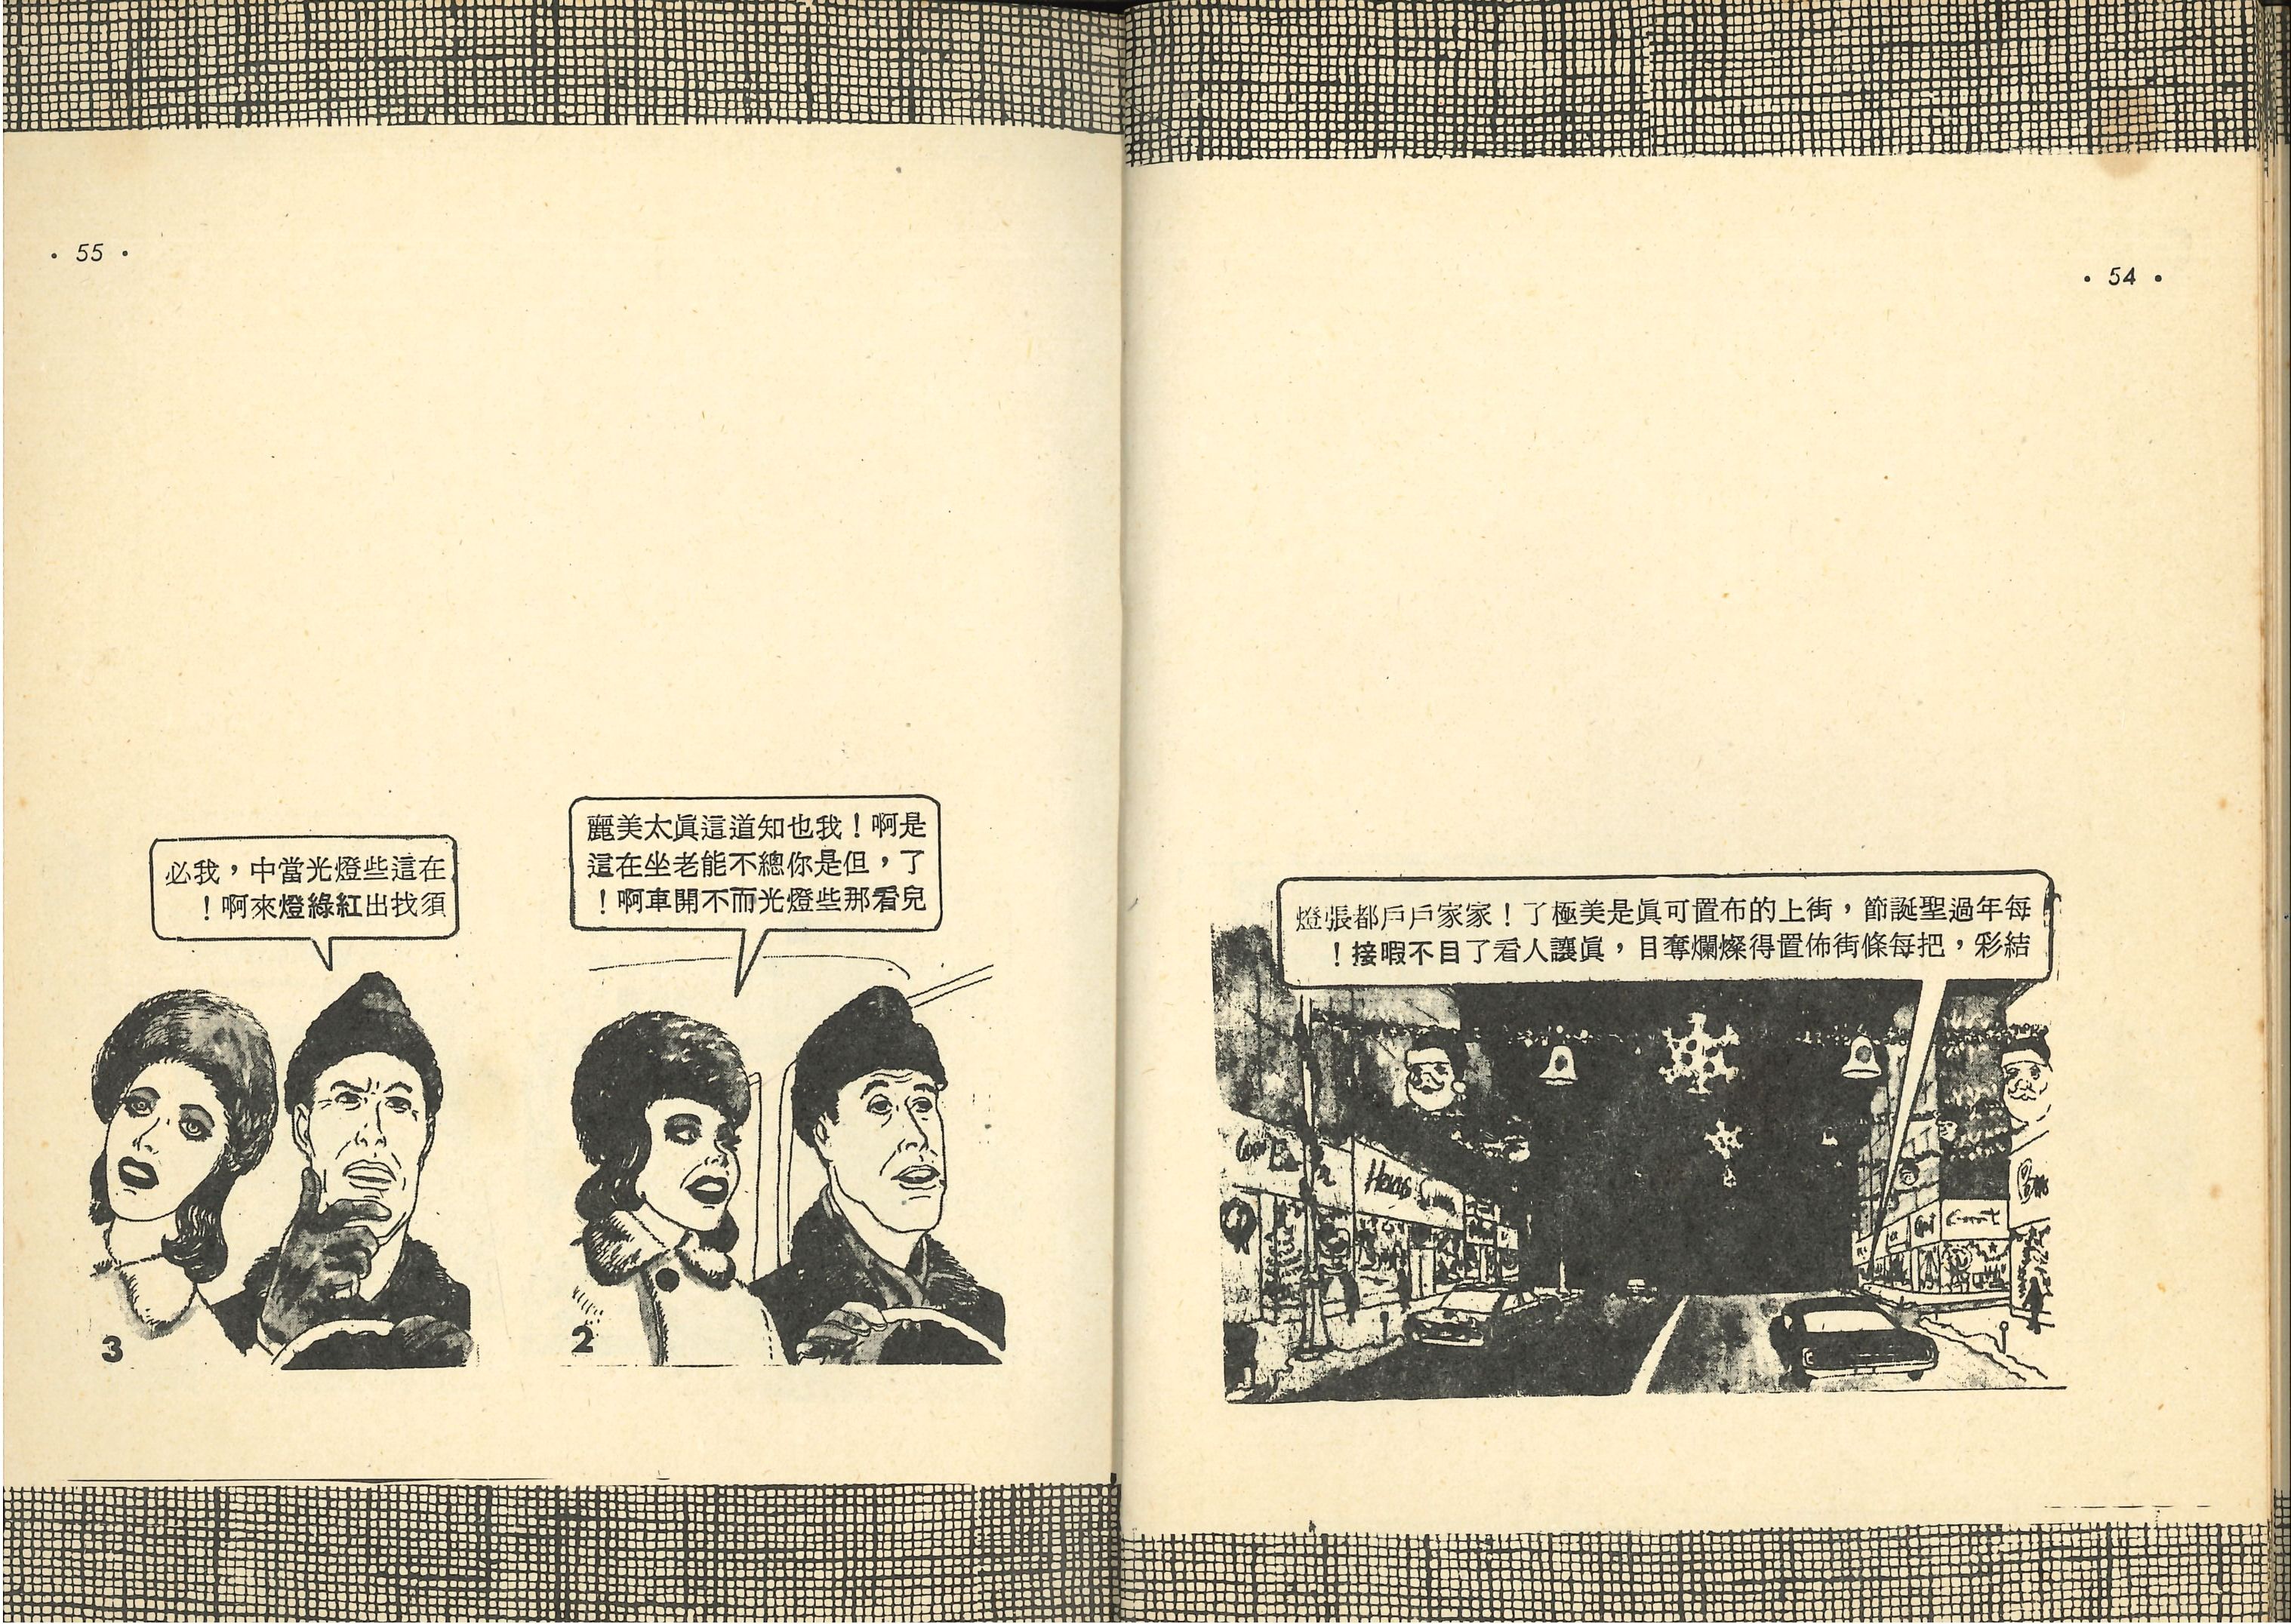 • 54 •
每年過聖誕節，街上的布置可眞是美極了！家家戶戶都張燈
結彩，把每條街佈置得燦爛奪目，眞讓人看了目不暇接！
• 55 •
是啊！我也知道這眞太美麗
了，但是你總不能老坐在這
兒看那些燈光而不開車啊！
2
在這些燈光當中，我必
須找出紅綠燈來啊！
3